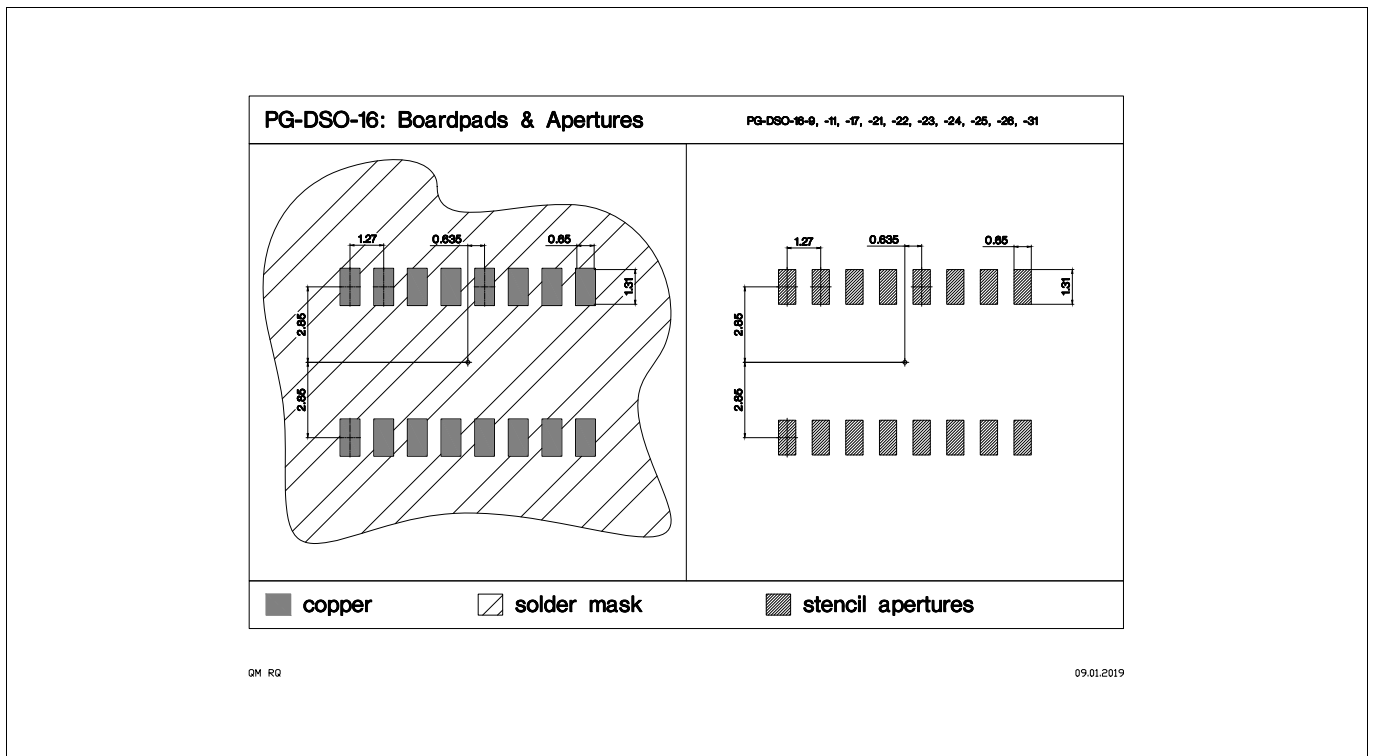 PG-DSO-16: Boardpads & Apertures
PG-DSO-16-9, -11, -17, -21, -22, -23, -24, -25, -26, -31
1.27
0.635
0.65
1.31
2.85
2.85
1.27
0.635
0.65
1.31
2.85
2.85
copper
solder mask
stencil apertures
QM RQ
09.01.2019